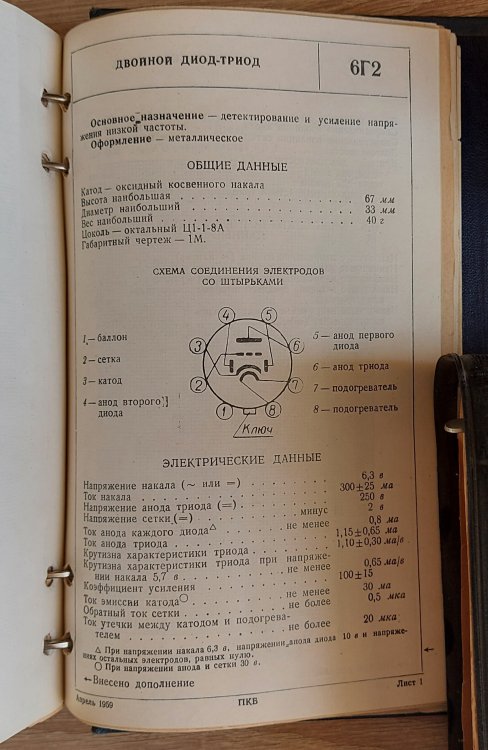 ДВОЙНОЙ ДИОД-ТРИОД
6Г2
Основное назначение — детектирование и усиление напря-
жения низкой частоты.
Оформление — металлическое
ОБЩИЕ ДАННЫЕ
Катод — оксидный косвенного накала
Высота наибольшая . . . . . . . . . . 67 мм
Диаметр наибольший . . . . . . . . . . 33 мм
Вес наибольший . . . . . . . . . . 40 г
Цоколь — октальный Ц1-1-8А
Габаритный чертеж — 1М.
СХЕМА СОЕДИНЕНИЯ ЭЛЕКТРОДОВ
СО ШТЫРЬКАМИ
1 — баллон
2 — сетка
3 — катод
4 — анод второго
диода
4 5
3 6
2 7
1 8
Ключ
5 — анод первого
диода
6 — анод триода
7 — подогреватель
8 — подогреватель
ЭЛЕКТРИЧЕСКИЕ ДАННЫЕ
Напряжение накала (~ или =) . . . . . . 6,3 в
Ток накала . . . . . . 300±25 ма
Напряжение анода триода (=) . . . . . . 250 в
Напряжение сетки (=) . . . . . . минус 2 в
Ток анода каждого диода△ . . . . . . не менее 0,8 ма
Ток анода триода . . . . . . 1,15±0,65 ма
Крутизна характеристики триода . . . . . . 1,10±0,30 ма/в
Крутизна характеристики триода при напряже-
нии накала 5,7 в . . . . . . не менее 0,65 ма/в
Коэффициент усиления . . . . . . 100±15
Ток эмиссии катода○ . . . . . . не менее 30 ма
Обратный ток сетки . . . . . . не более 0,5 мка
Ток утечки между катодом и подогрева-
телем . . . . . . не более 20 мка
△ При напряжении накала 6,3 в, напряжении анода диода 10 в и напряже-
ниях остальных электродов, равных нулю.
○ При напряжении анода и сетки 30 в.
←Внесено дополнение
Апрель 1959
ПКВ
Лист 1